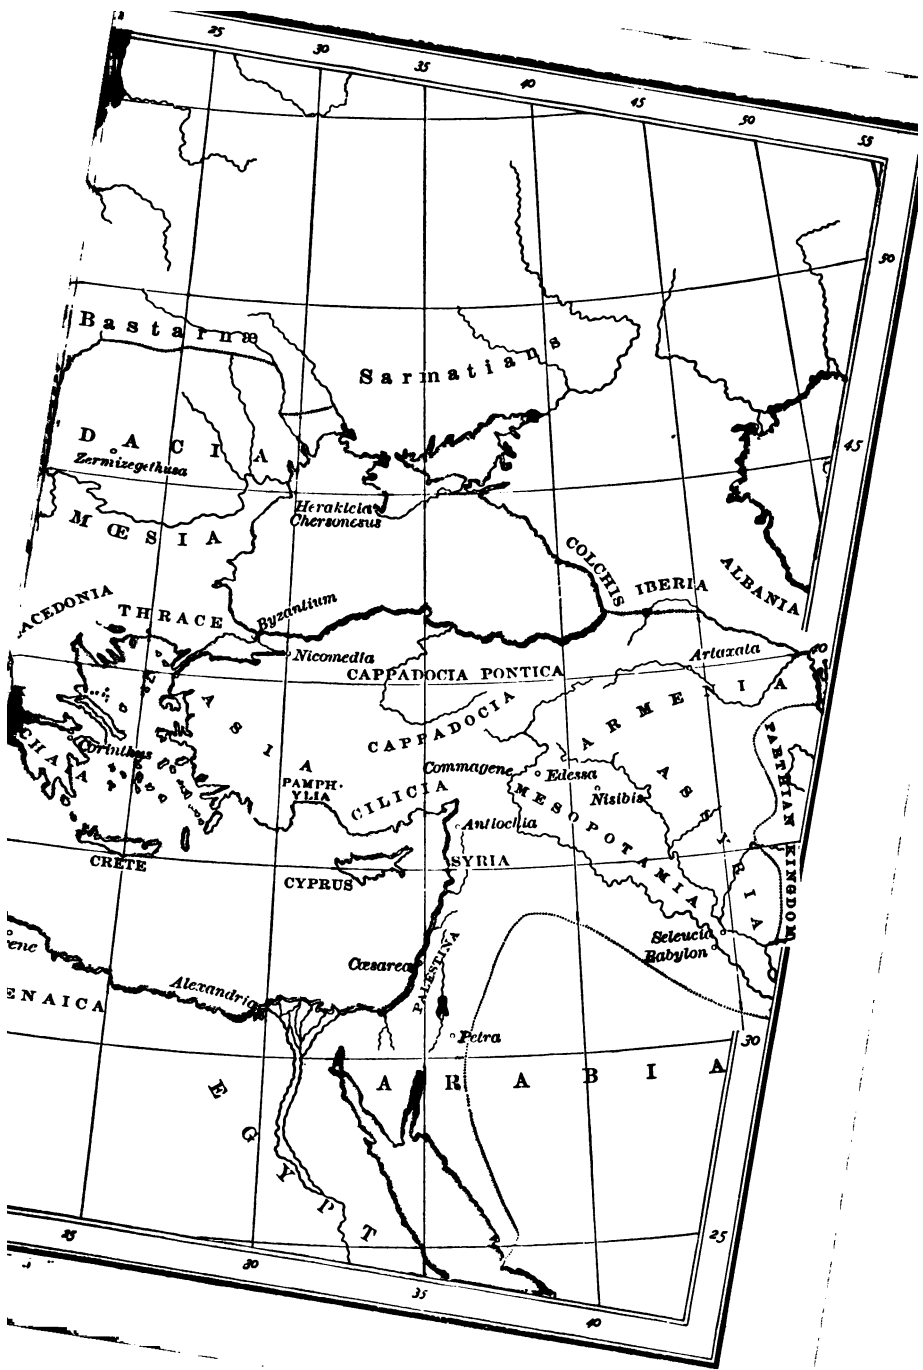 25
30
35
40
45
50
55
50
Bastarnæ
Sarmatians
DACIA
Zermizegethusa
45
Herakleia
Chersonesus
MŒSIA
COLCHIS
IBERIA
ALBANIA
ACEDONIA
THRACE
Byzantium
Nicomedia
Artaxata
CAPPADOCIA PONTICA
ARMENIA
ASIA
CAPPADOCIA
PARTHIAN KINGDOM
CHAIA
Corinthus
PAMPH-
YLIA
CILICIA
Commagene
Edessa
Nisibis
ASSYRIA
MESOPOTAMIA
Antiochia
CRETE
CYPRUS
SYRIA
rene
Seleucia
Babylon
Cæsarea
PALESTINA
ENAICA
Alexandria
Petra
30
ARABIA
EGYPT
25
25
30
35
40